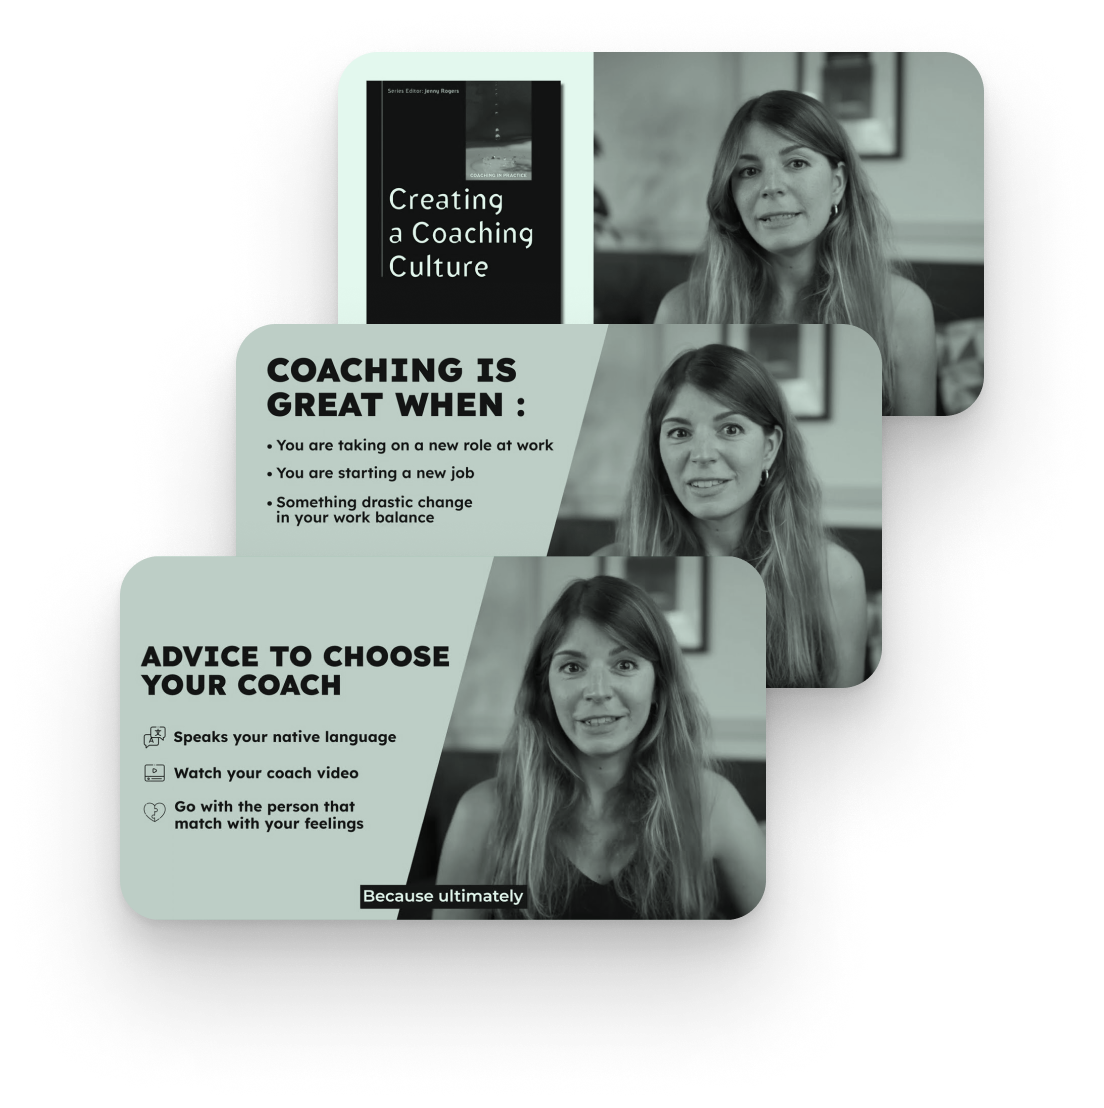 Series Editor: Jenny Rogers
COACHING IN PRACTICE
Creating
a Coaching
Culture
COACHING IS
GREAT WHEN :
• You are taking on a new role at work
• You are starting a new job
• Something drastic change
in your work balance
ADVICE TO CHOOSE
YOUR COACH
Speaks your native language
Watch your coach video
Go with the person that
match with your feelings
Because ultimately